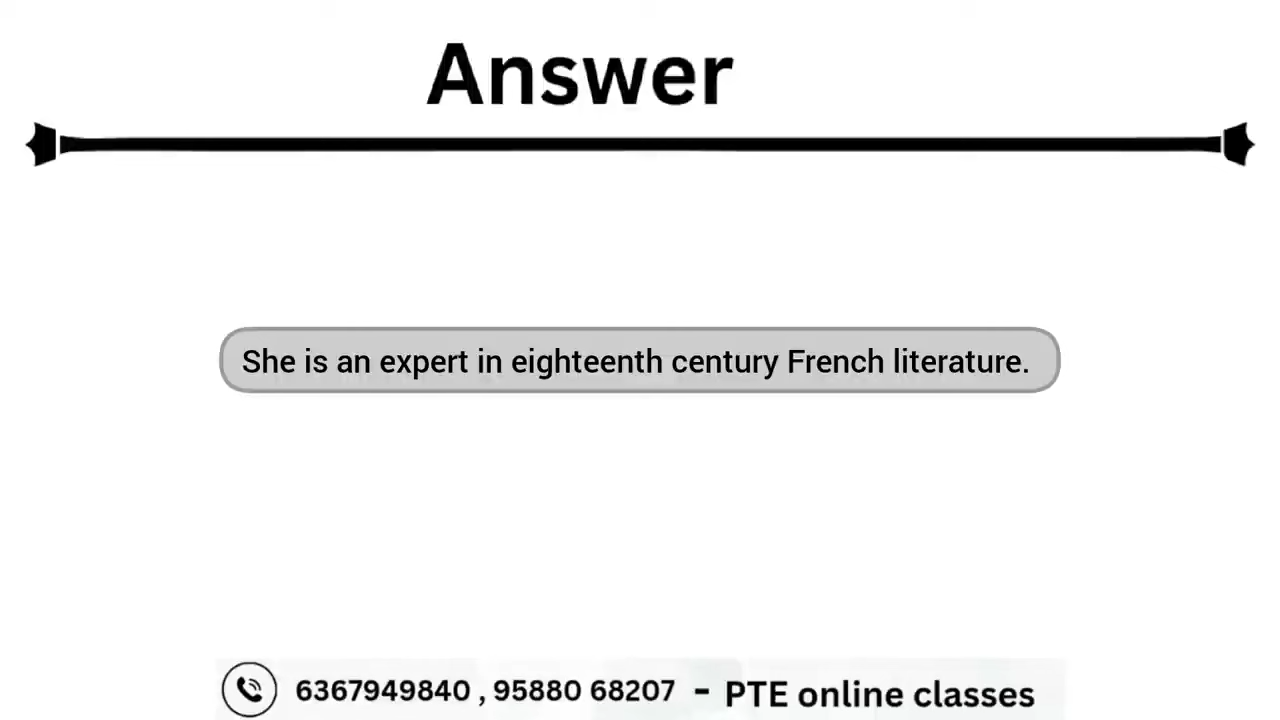 Answer
She is an expert in eighteenth century French literature.
6367949840 , 95880 68207 - PTE online classes